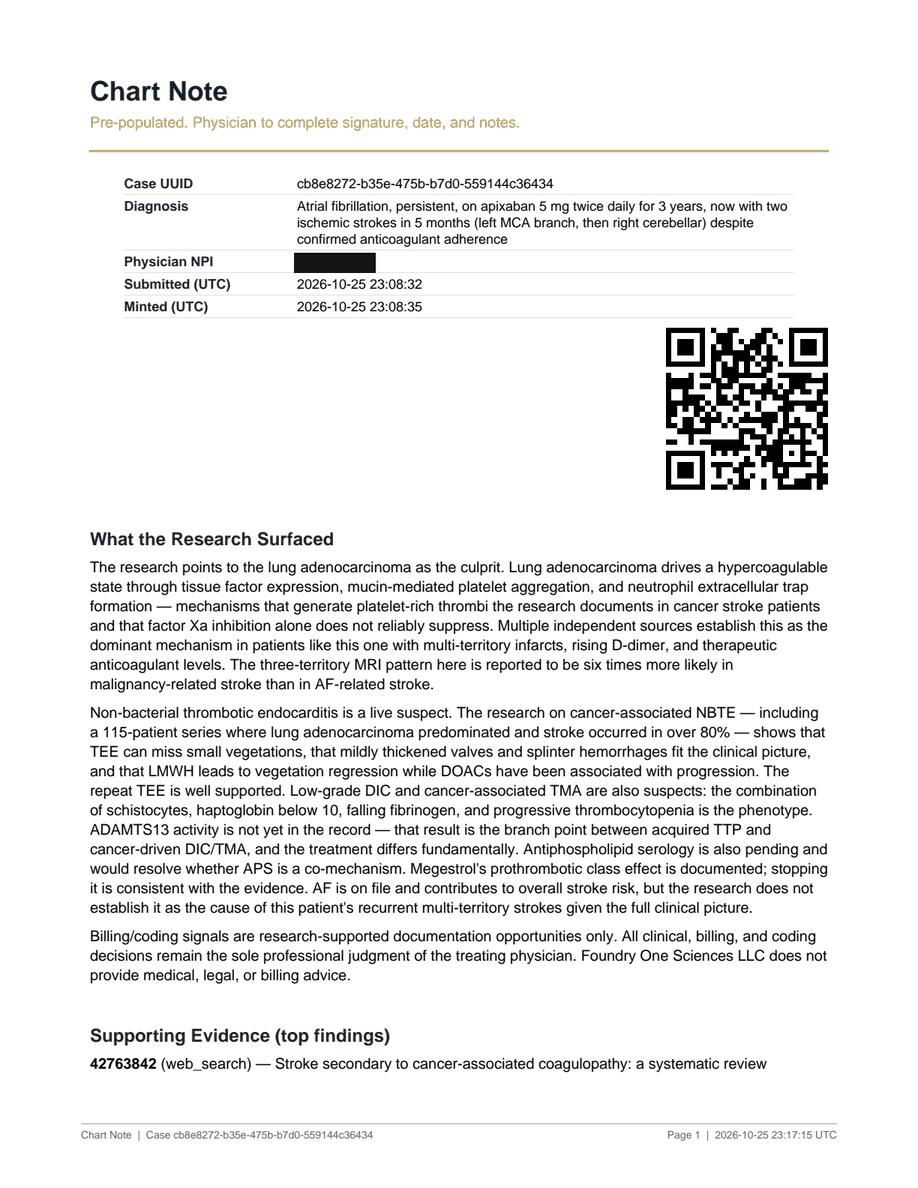 Chart Note
Pre-populated. Physician to complete signature, date, and notes.
Case UUID cb8e8272-b35e-475b-b7d0-559144c36434
Diagnosis Atrial fibrillation, persistent, on apixaban 5 mg twice daily for 3 years, now with two
ischemic strokes in 5 months (left MCA branch, then right cerebellar) despite
confirmed anticoagulant adherence
Physician NPI
Submitted (UTC) 2026-10-25 23:08:32
Minted (UTC) 2026-10-25 23:08:35
What the Research Surfaced
The research points to the lung adenocarcinoma as the culprit. Lung adenocarcinoma drives a hypercoagulable
state through tissue factor expression, mucin-mediated platelet aggregation, and neutrophil extracellular trap
formation — mechanisms that generate platelet-rich thrombi the research documents in cancer stroke patients
and that factor Xa inhibition alone does not reliably suppress. Multiple independent sources establish this as the
dominant mechanism in patients like this one with multi-territory infarcts, rising D-dimer, and therapeutic
anticoagulant levels. The three-territory MRI pattern here is reported to be six times more likely in
malignancy-related stroke than in AF-related stroke.
Non-bacterial thrombotic endocarditis is a live suspect. The research on cancer-associated NBTE — including
a 115-patient series where lung adenocarcinoma predominated and stroke occurred in over 80% — shows that
TEE can miss small vegetations, that mildly thickened valves and splinter hemorrhages fit the clinical picture,
and that LMWH leads to vegetation regression while DOACs have been associated with progression. The
repeat TEE is well supported. Low-grade DIC and cancer-associated TMA are also suspects: the combination
of schistocytes, haptoglobin below 10, falling fibrinogen, and progressive thrombocytopenia is the phenotype.
ADAMTS13 activity is not yet in the record — that result is the branch point between acquired TTP and
cancer-driven DIC/TMA, and the treatment differs fundamentally. Antiphospholipid serology is also pending and
would resolve whether APS is a co-mechanism. Megestrol's prothrombotic class effect is documented; stopping
it is consistent with the evidence. AF is on file and contributes to overall stroke risk, but the research does not
establish it as the cause of this patient's recurrent multi-territory strokes given the full clinical picture.
Billing/coding signals are research-supported documentation opportunities only. All clinical, billing, and coding
decisions remain the sole professional judgment of the treating physician. Foundry One Sciences LLC does not
provide medical, legal, or billing advice.
Supporting Evidence (top findings)
42763842 (web_search) — Stroke secondary to cancer-associated coagulopathy: a systematic review
Chart Note | Case cb8e8272-b35e-475b-b7d0-559144c36434
Page 1 | 2026-10-25 23:17:15 UTC